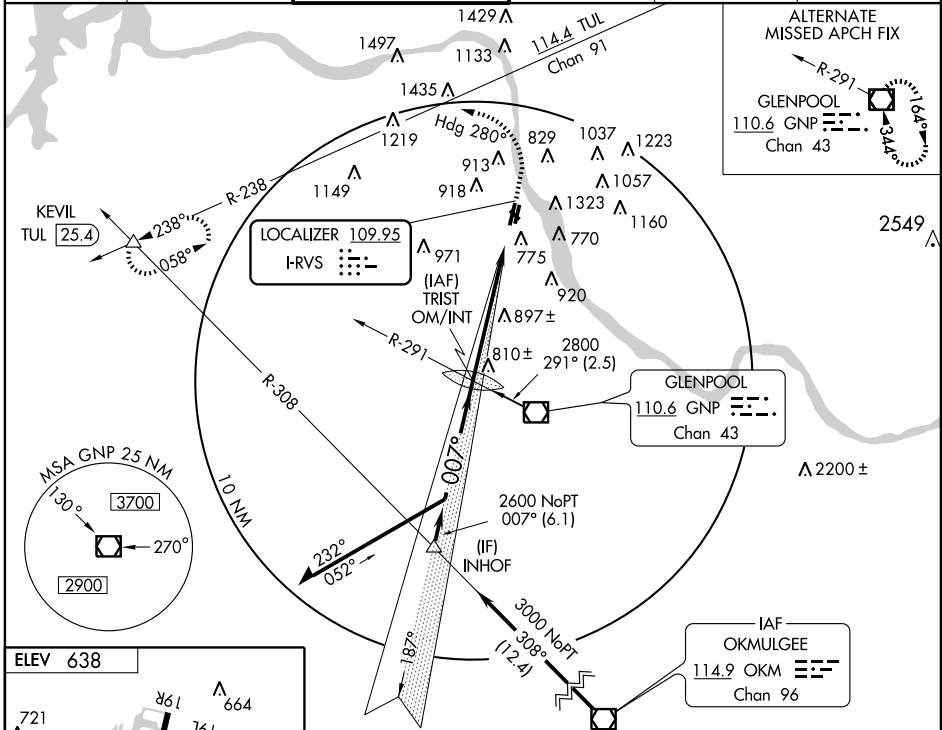 1429
1497
1133
114.4 TUL
Chan 91
ALTERNATE
MISSED APCH FIX
R-291
GLENPOOL
110.6 GNP
Chan 43
164°
344°
1435
1219
Hdg 280°
829
1037
1223
913
1149
918
1057
R-238
1323
1160
KEVIL
TUL 25.4
238°
058°
LOCALIZER 109.95
I-RVS
971
775
770
2549
(IAF)
TRIST
OM/INT
920
897 ±
R-291
810 ±
2800
291° (2.5)
GLENPOOL
110.6 GNP
Chan 43
R-308
007°
MSA GNP 25 NM
130°
3700
270°
2900
10 NM
2200 ±
2600 NoPT
007° (6.1)
(IF)
INHOF
232°
052°
3000 NoPT
308°
(12.4)
187°
IAF
OKMULGEE
114.9 OKM
Chan 96
ELEV 638
664
721
19R
19L